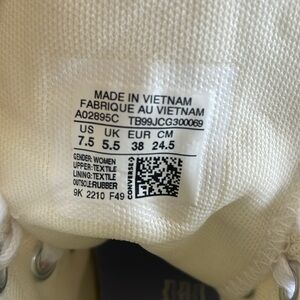 MADE IN VIETNAM
FABRIQUE AU VIETNAM
A02895C TB99JCG300069
US UK EUR CM
7.5 5.5 38 24.5
GENDER: WOMEN
UPPER: TEXTILE
LINING: TEXTILE
OUTSOLE: RUBBER
9K 2210 F49
CONVERSE